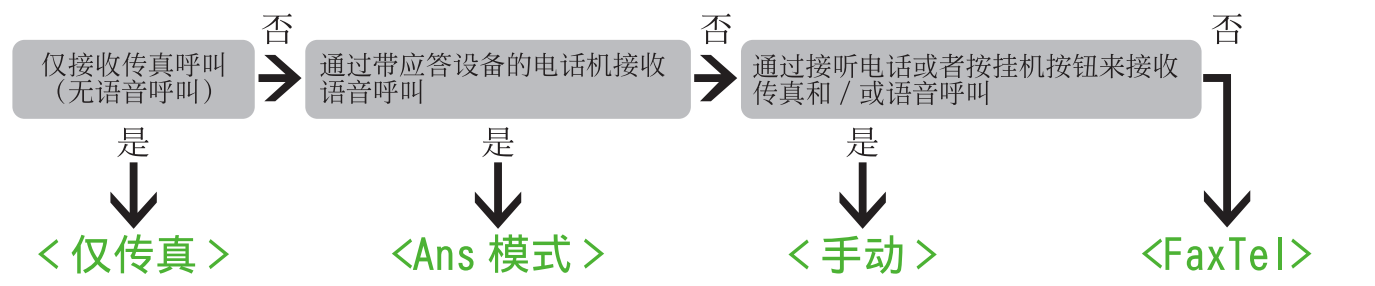 否
否
否
仅接收传真呼叫
（无语音呼叫）
通过带应答设备的电话机接收
语音呼叫
通过接听电话或者按挂机按钮来接收
传真和 / 或语音呼叫
是
是
是
<仅传真>
<Ans 模式>
<手动>
<FaxTel>